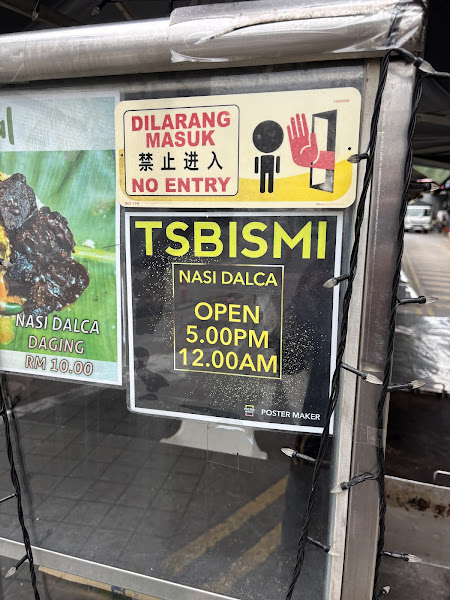 DILARANG
MASUK
禁止进入
NO ENTRY
TSBISMI
NASI DALCA
OPEN
5.00PM
12.00AM
POSTER MAKER
NASI DALCA
DAGING
RM 10.00